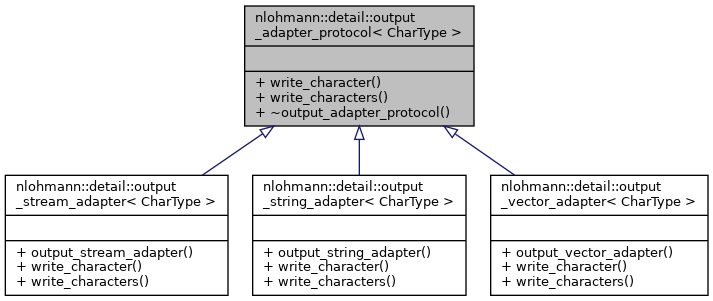 nlohmann::detail::output
_adapter_protocol< CharType >
+ write_character()
+ write_characters()
+ ~output_adapter_protocol()
nlohmann::detail::output
_stream_adapter< CharType >
+ output_stream_adapter()
+ write_character()
+ write_characters()
nlohmann::detail::output
_string_adapter< CharType >
+ output_string_adapter()
+ write_character()
+ write_characters()
nlohmann::detail::output
_vector_adapter< CharType >
+ output_vector_adapter()
+ write_character()
+ write_characters()